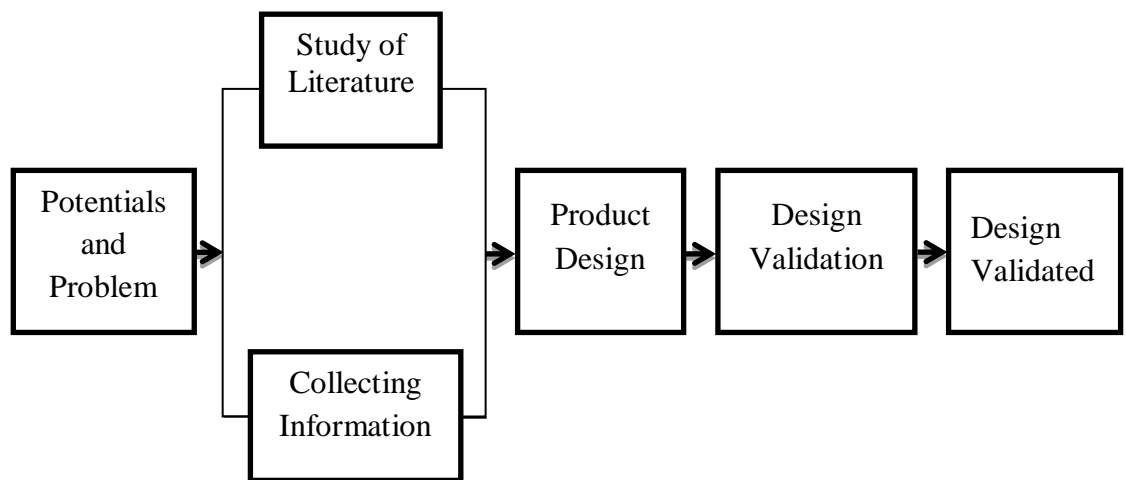 Study of
Literature
Potentials
and
Problem
Collecting
Information
Product
Design
Design
Validation
Design
Validated